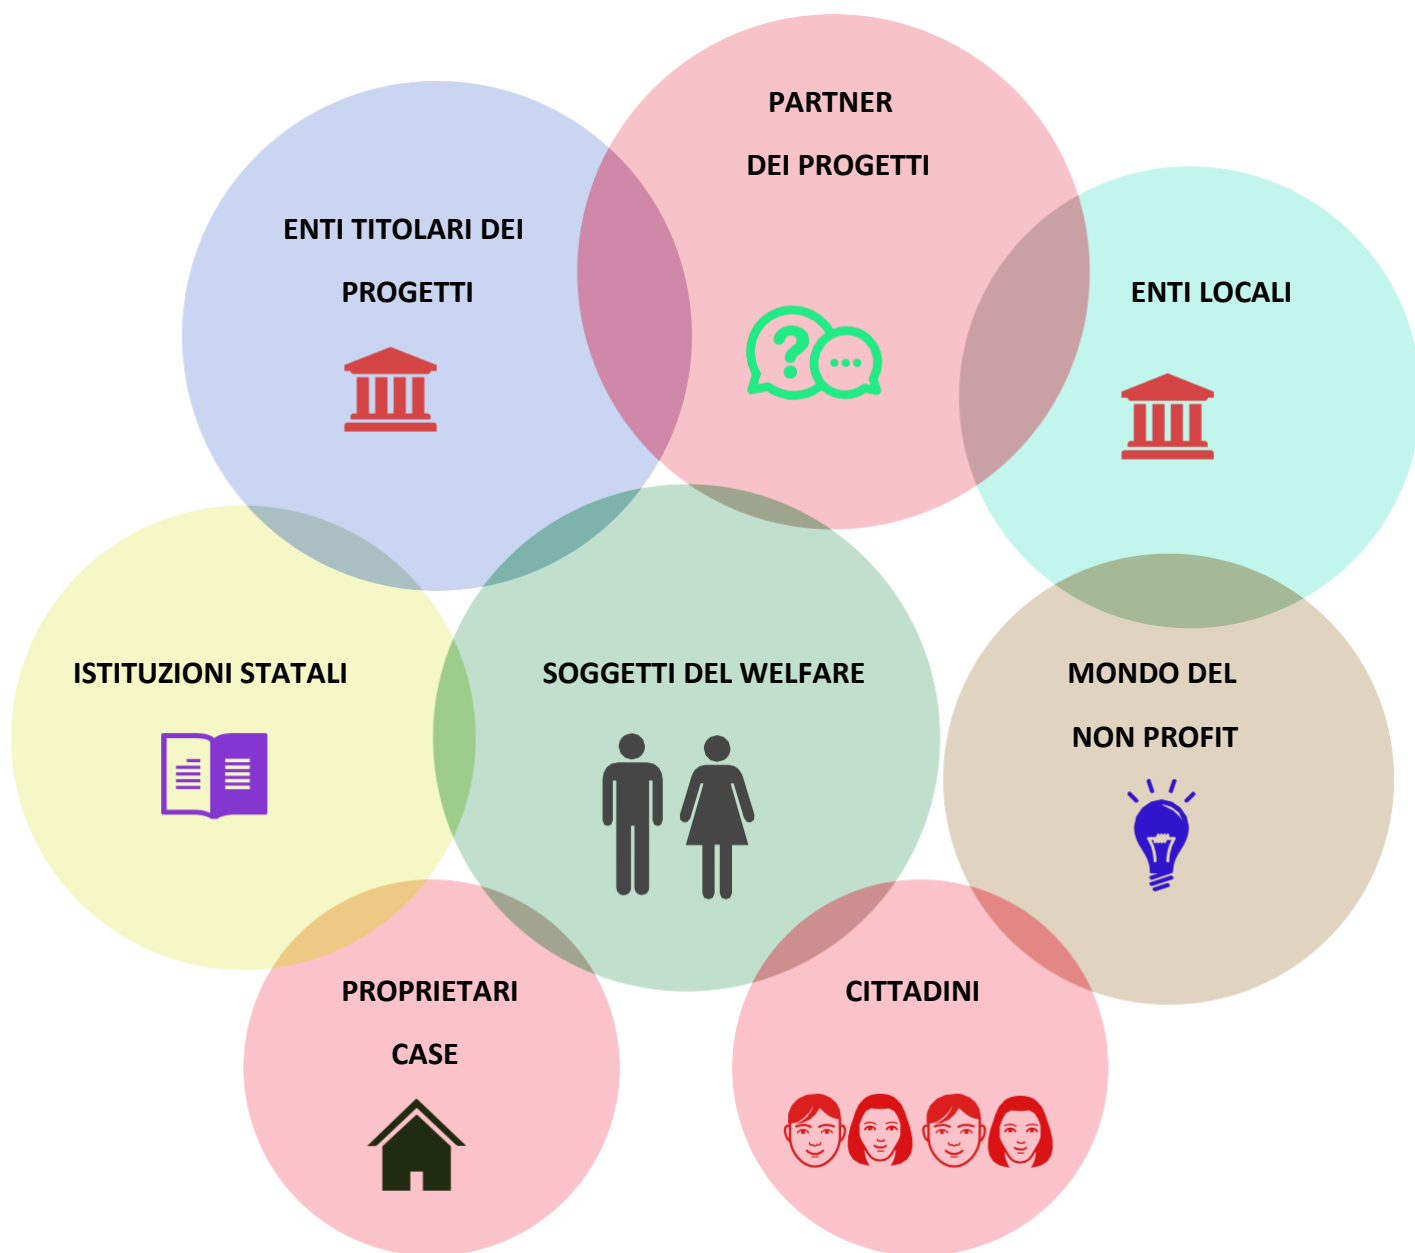 PARTNER
DEI PROGETTI
ENTI TITOLARI DEI
PROGETTI
ENTI LOCALI
ISTITUZIONI STATALI
SOGGETTI DEL WELFARE
MONDO DEL
NON PROFIT
PROPRIETARI
CASE
CITTADINI